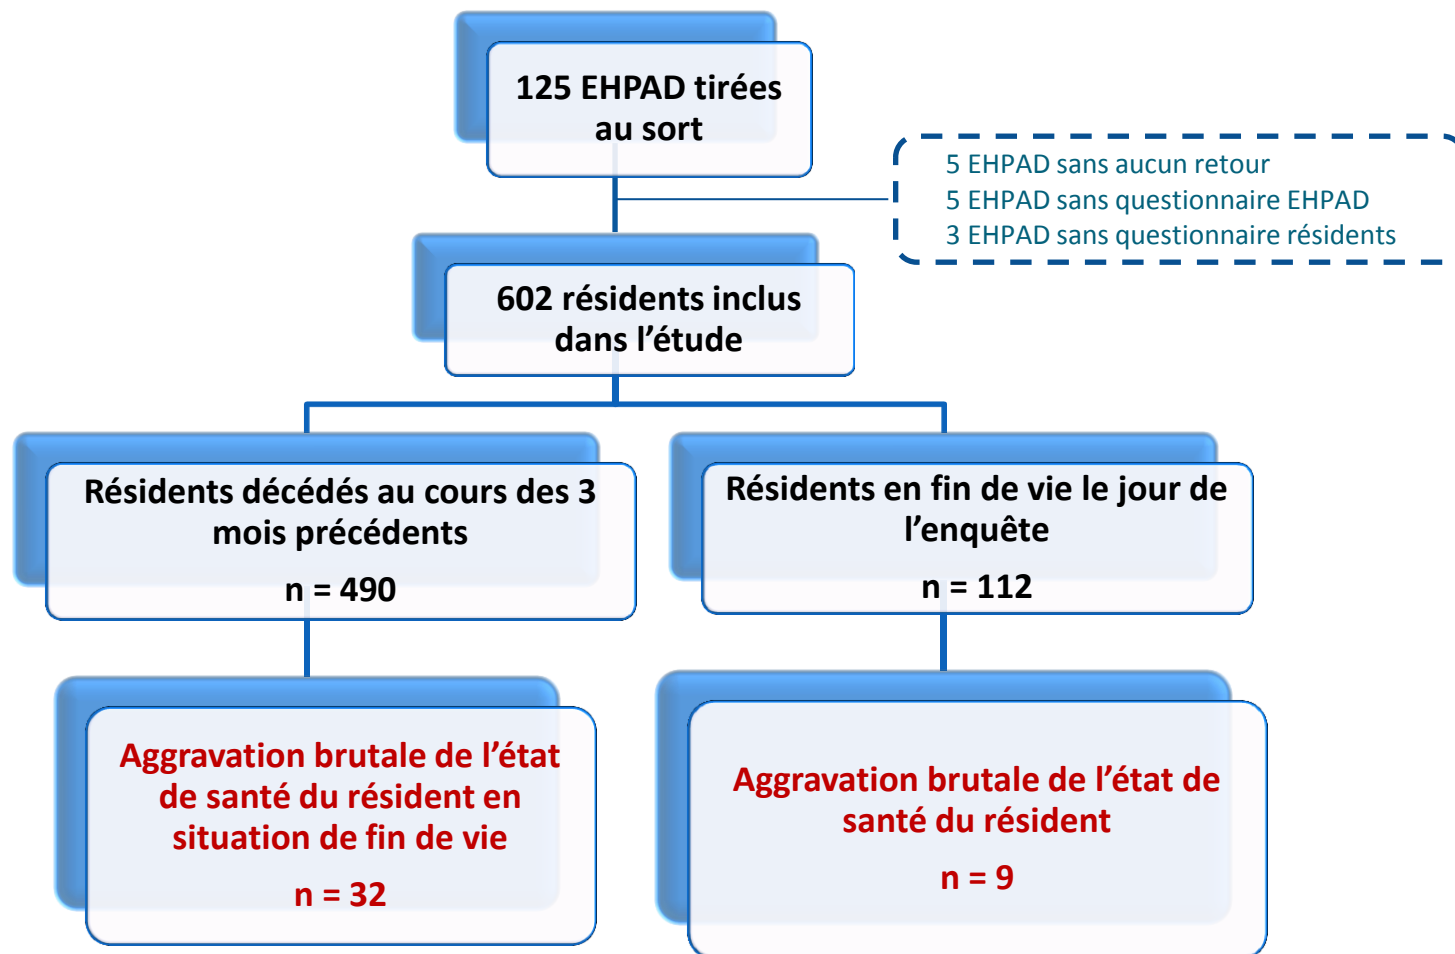 125 EHPAD tirées
au sort
5 EHPAD sans aucun retour
5 EHPAD sans questionnaire EHPAD
3 EHPAD sans questionnaire résidents
602 résidents inclus
dans l’étude
Résidents décédés au cours des 3
mois précédents
n = 490
Résidents en fin de vie le jour de
l’enquête
n = 112
Aggravation brutale de l’état
de santé du résident en
situation de fin de vie
n = 32
Aggravation brutale de l’état de
santé du résident
n = 9